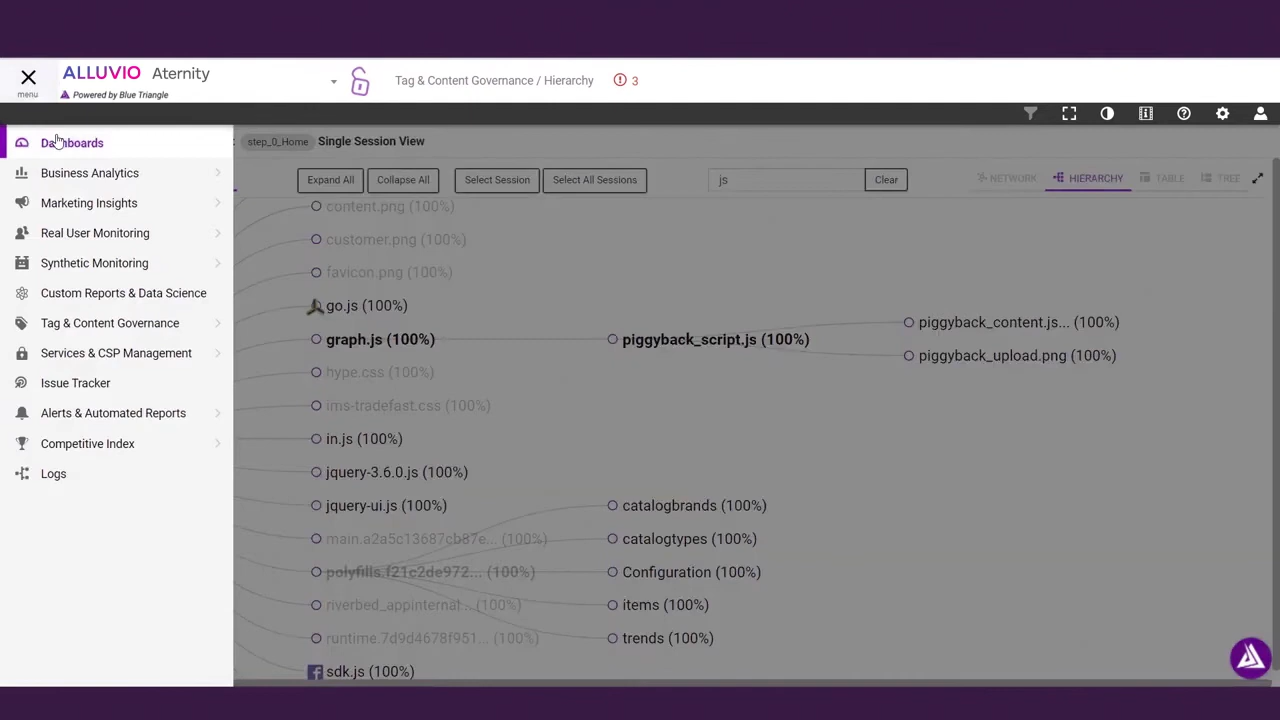 menu
ALLUVIO Aternity
Powered by Blue Triangle
Tag & Content Governance / Hierarchy
3
Dashboards
Business Analytics
Marketing Insights
Real User Monitoring
Synthetic Monitoring
Custom Reports & Data Science
Tag & Content Governance
Services & CSP Management
Issue Tracker
Alerts & Automated Reports
Competitive Index
Logs
step_0_Home Single Session View
Expand All Collapse All Select Session Select All Sessions js Clear NETWORK HIERARCHY TABLE TREE
content.png (100%)
customer.png (100%)
favicon.png (100%)
go.js (100%)
graph.js (100%)
hype.css (100%)
ims-tradefast.css (100%)
in.js (100%)
jquery-3.6.0.js (100%)
jquery-ui.js (100%)
main.a2a5c13687cb87e... (100%)
polyfills.f21c2de972... (100%)
riverbed_appinternal... (100%)
runtime.7d9d4678f951... (100%)
sdk.js (100%)
piggyback_script.js (100%)
catalogbrands (100%)
catalogtypes (100%)
Configuration (100%)
items (100%)
trends (100%)
piggyback_content.js... (100%)
piggyback_upload.png (100%)